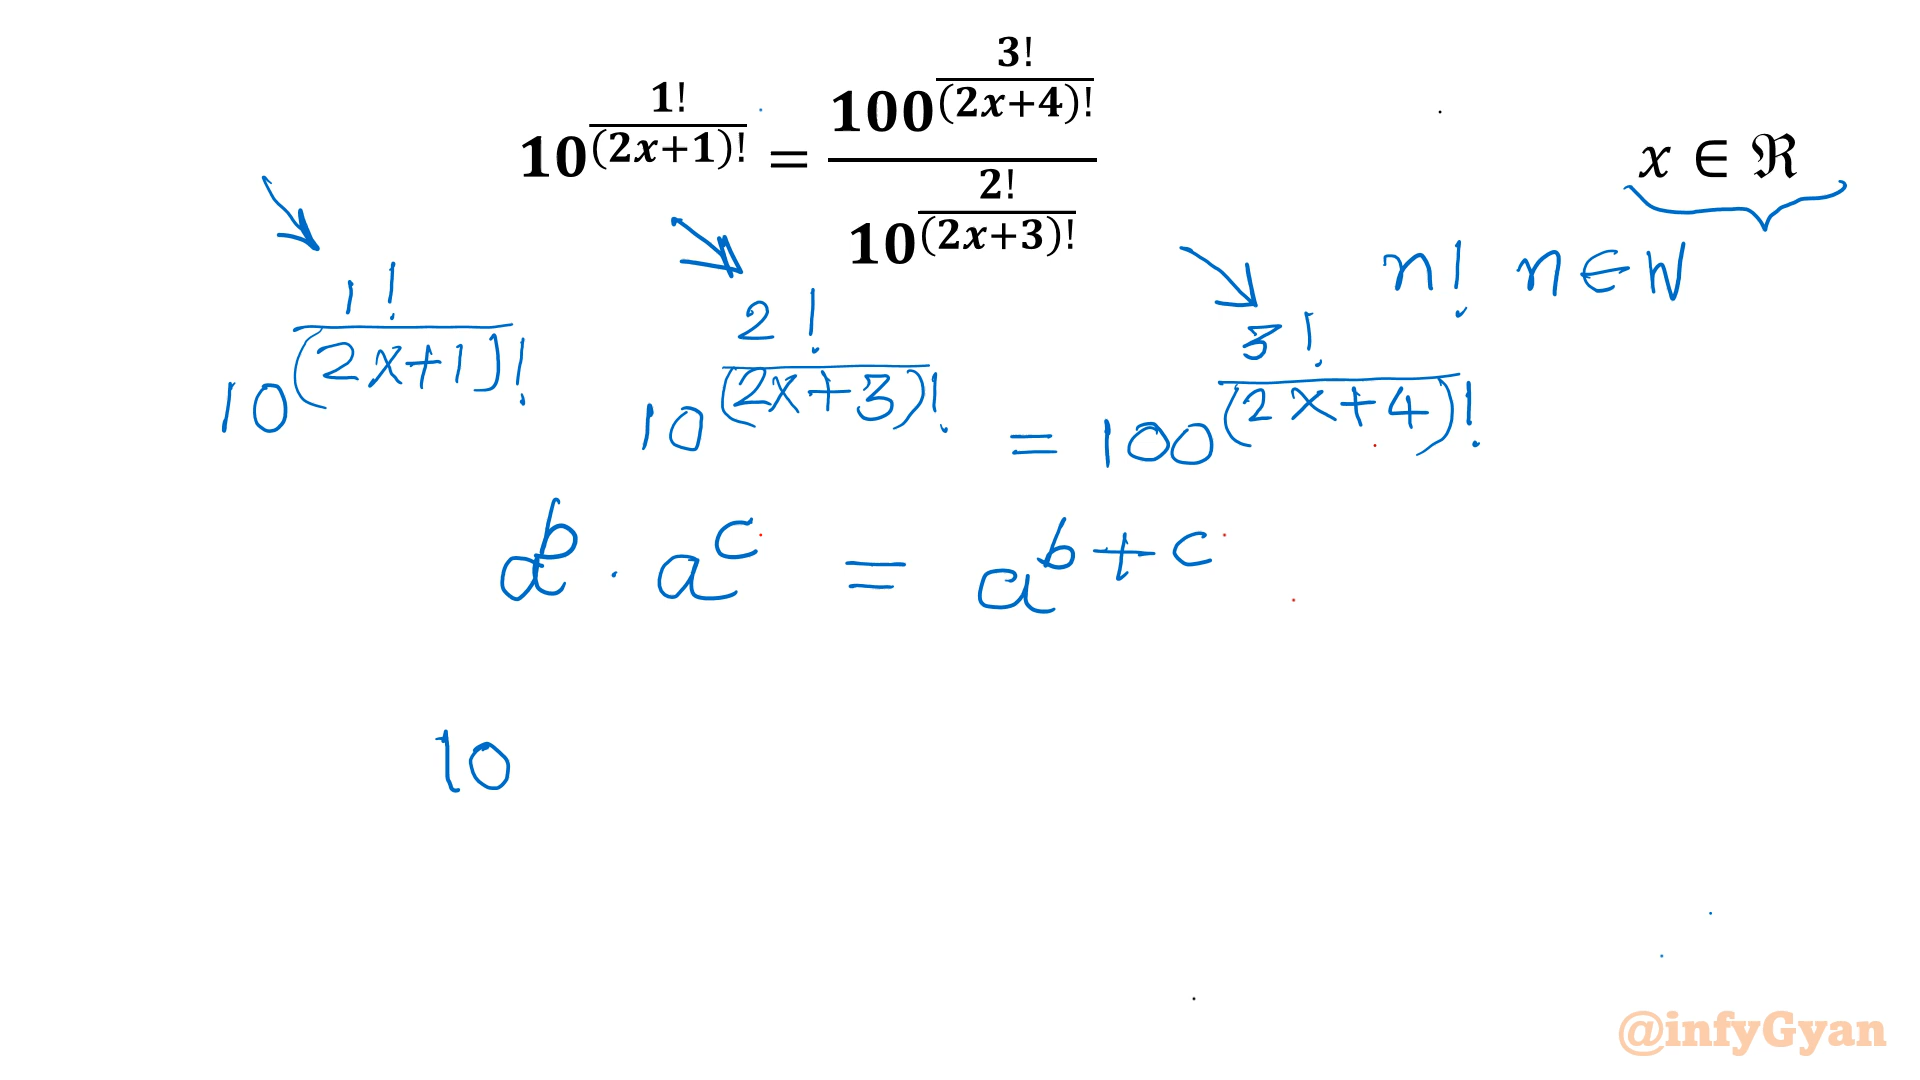 10^(1!/(2x+1)!) = 100^(3!/(2x+4)!) / 10^(2!/(2x+3)!)
x ∈ ℜ
n! n ∈ W
10^(1!/(2x+1)!) 10^(2!/(2x+3)!) = 100^(3!/(2x+4)!)
a^b · a^c = a^(b+c)
10
@infyGyan